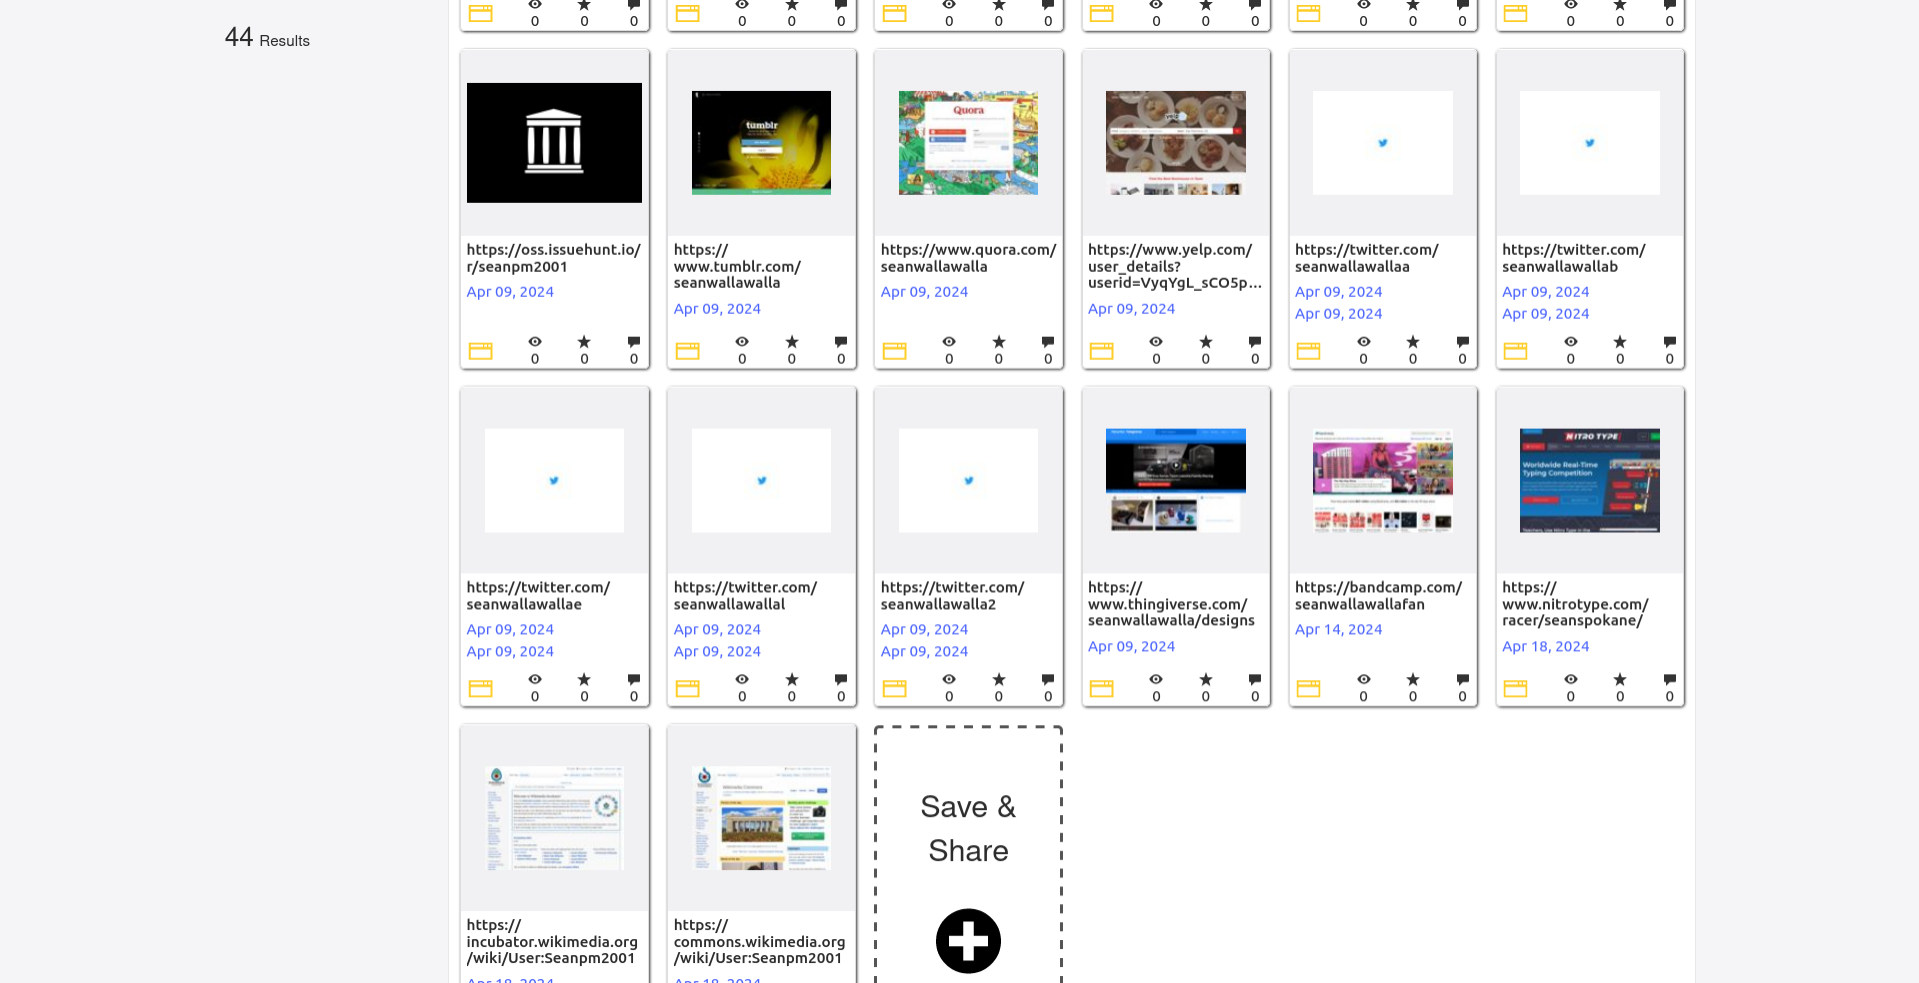 44 Results
0 0 0 0 0 0 0 0 0 0 0 0 0 0 0 0 0 0
https://oss.issuehunt.io/
r/seanpm2001
Apr 09, 2024
0 0 0
tumblr
https://
www.tumblr.com/
seanwallawalla
Apr 09, 2024
0 0 0
Quora
https://www.quora.com/
seanwallawalla
Apr 09, 2024
0 0 0
https://www.yelp.com/
user_details?
userid=VyqYgL_sCO5p...
Apr 09, 2024
0 0 0
https://twitter.com/
seanwallawallaa
Apr 09, 2024
Apr 09, 2024
0 0 0
https://twitter.com/
seanwallawallab
Apr 09, 2024
Apr 09, 2024
0 0 0
https://twitter.com/
seanwallawallae
Apr 09, 2024
Apr 09, 2024
0 0 0
https://twitter.com/
seanwallawallal
Apr 09, 2024
Apr 09, 2024
0 0 0
https://twitter.com/
seanwallawalla2
Apr 09, 2024
Apr 09, 2024
0 0 0
https://
www.thingiverse.com/
seanwallawalla/designs
Apr 09, 2024
0 0 0
https://bandcamp.com/
seanwallawallafan
Apr 14, 2024
0 0 0
NITRO TYPE
Worldwide Real-Time
Typing Competition
https://
www.nitrotype.com/
racer/seanspokane/
Apr 18, 2024
0 0 0
https://
incubator.wikimedia.org
/wiki/User:Seanpm2001
Apr 18, 2024
Wikimedia Commons
https://
commons.wikimedia.org
/wiki/User:Seanpm2001
Apr 18, 2024
Save &
Share